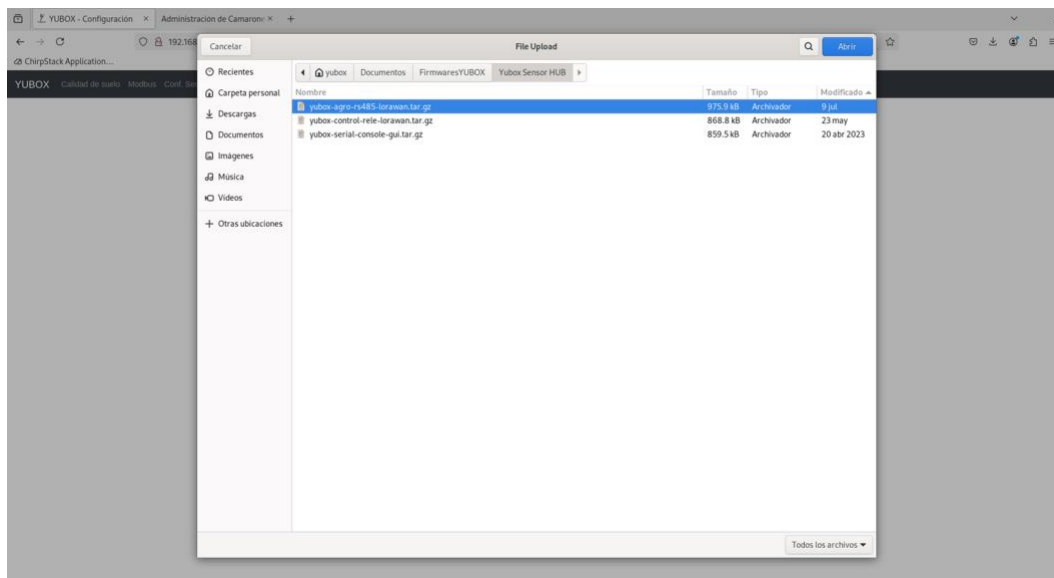 YUBOX - Configuración × Administración de Camarone × +
192.168
ChirpStack Application...
YUBOX Calidad de suelo Modbus Conf. Se
Cancelar File Upload Abrir
Recientes
Carpeta personal
Descargas
Documentos
Imágenes
Música
Vídeos
+ Otras ubicaciones
yubox Documentos FirmwaresYUBOX Yubox Sensor HUB
Nombre Tamaño Tipo Modificado
yubox-agro-rs485-lorawan.tar.gz 975.9 kB Archivador 9 jul
yubox-control-rele-lorawan.tar.gz 868.8 kB Archivador 23 may
yubox-serial-console-gui.tar.gz 859.5 kB Archivador 20 abr 2023
Todos los archivos